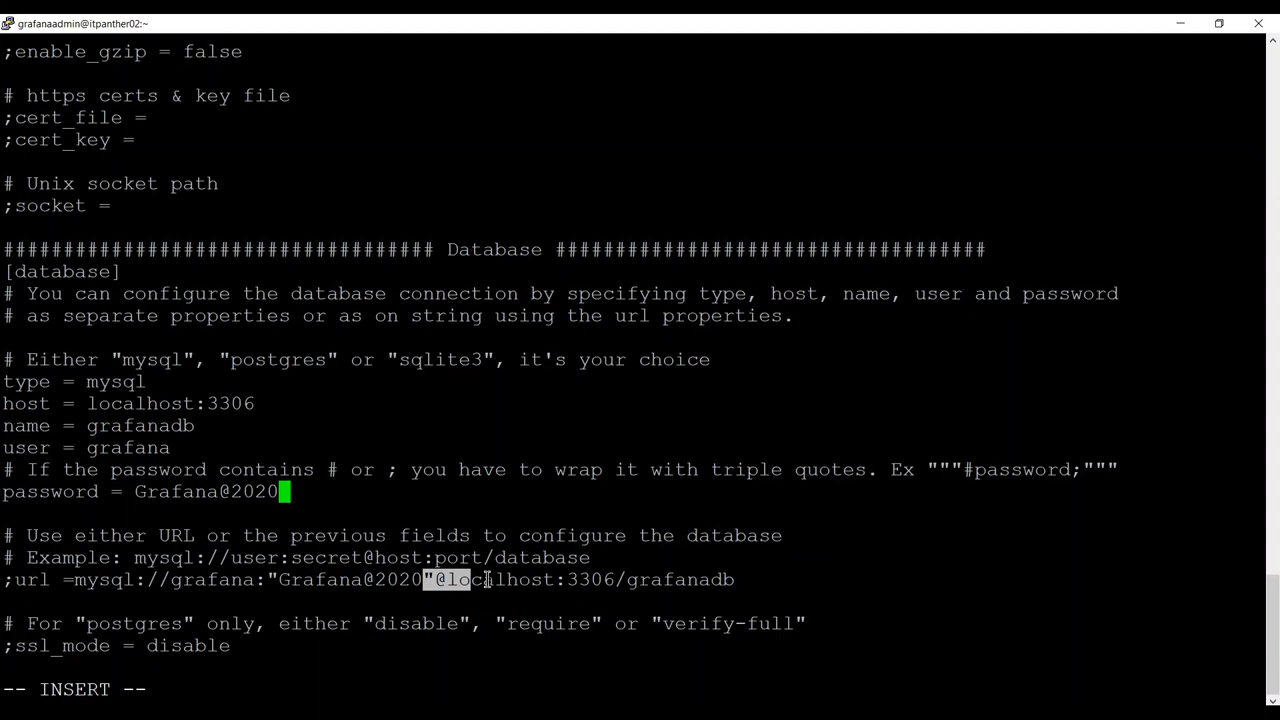 grafanaadmin@itpanther02:~
;enable_gzip = false
# https certs & key file
;cert_file =
;cert_key =
# Unix socket path
;socket =
#################################### Database ####################################
[database]
# You can configure the database connection by specifying type, host, name, user and password
# as separate properties or as on string using the url properties.
# Either "mysql", "postgres" or "sqlite3", it's your choice
type = mysql
host = localhost:3306
name = grafanadb
user = grafana
# If the password contains # or ; you have to wrap it with triple quotes. Ex """#password;"""
password = Grafana@2020
# Use either URL or the previous fields to configure the database
# Example: mysql://user:secret@host:port/database
;url =mysql://grafana:"Grafana@2020"@localhost:3306/grafanadb
# For "postgres" only, either "disable", "require" or "verify-full"
;ssl_mode = disable
-- INSERT --